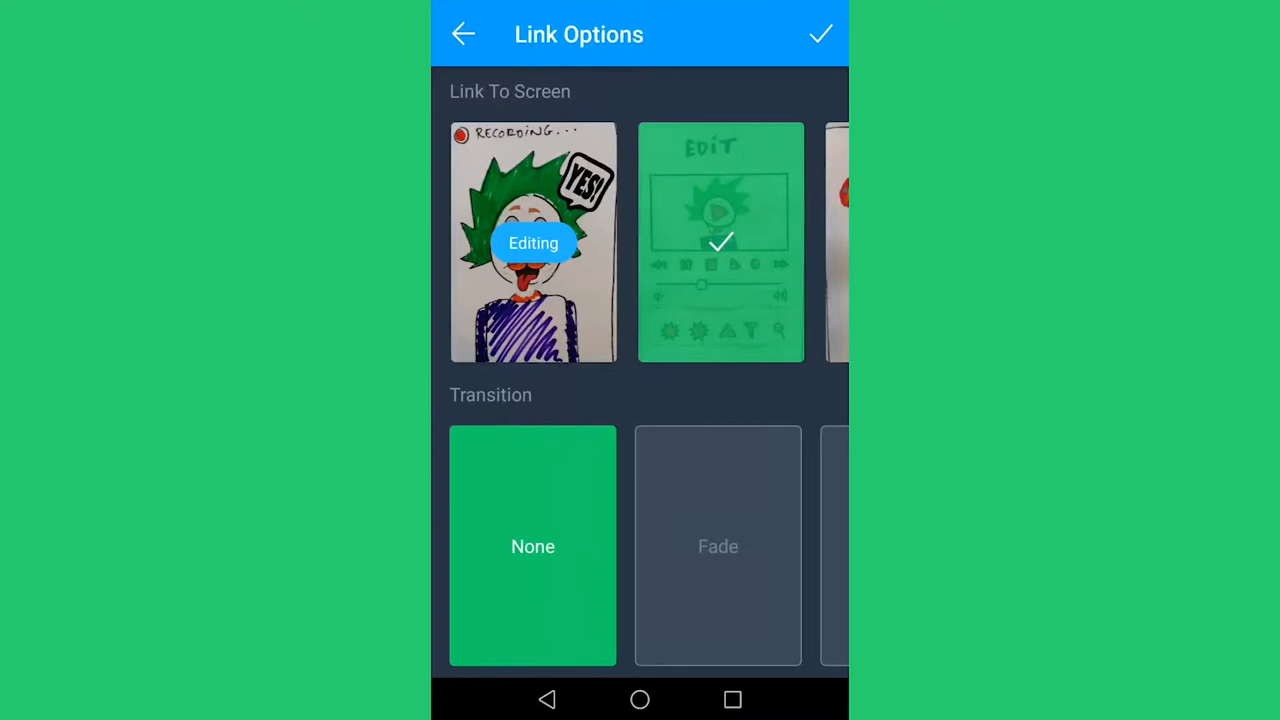 Link Options
Link To Screen
RECORDING...
YES!
Editing
EDIT
Transition
None
Fade